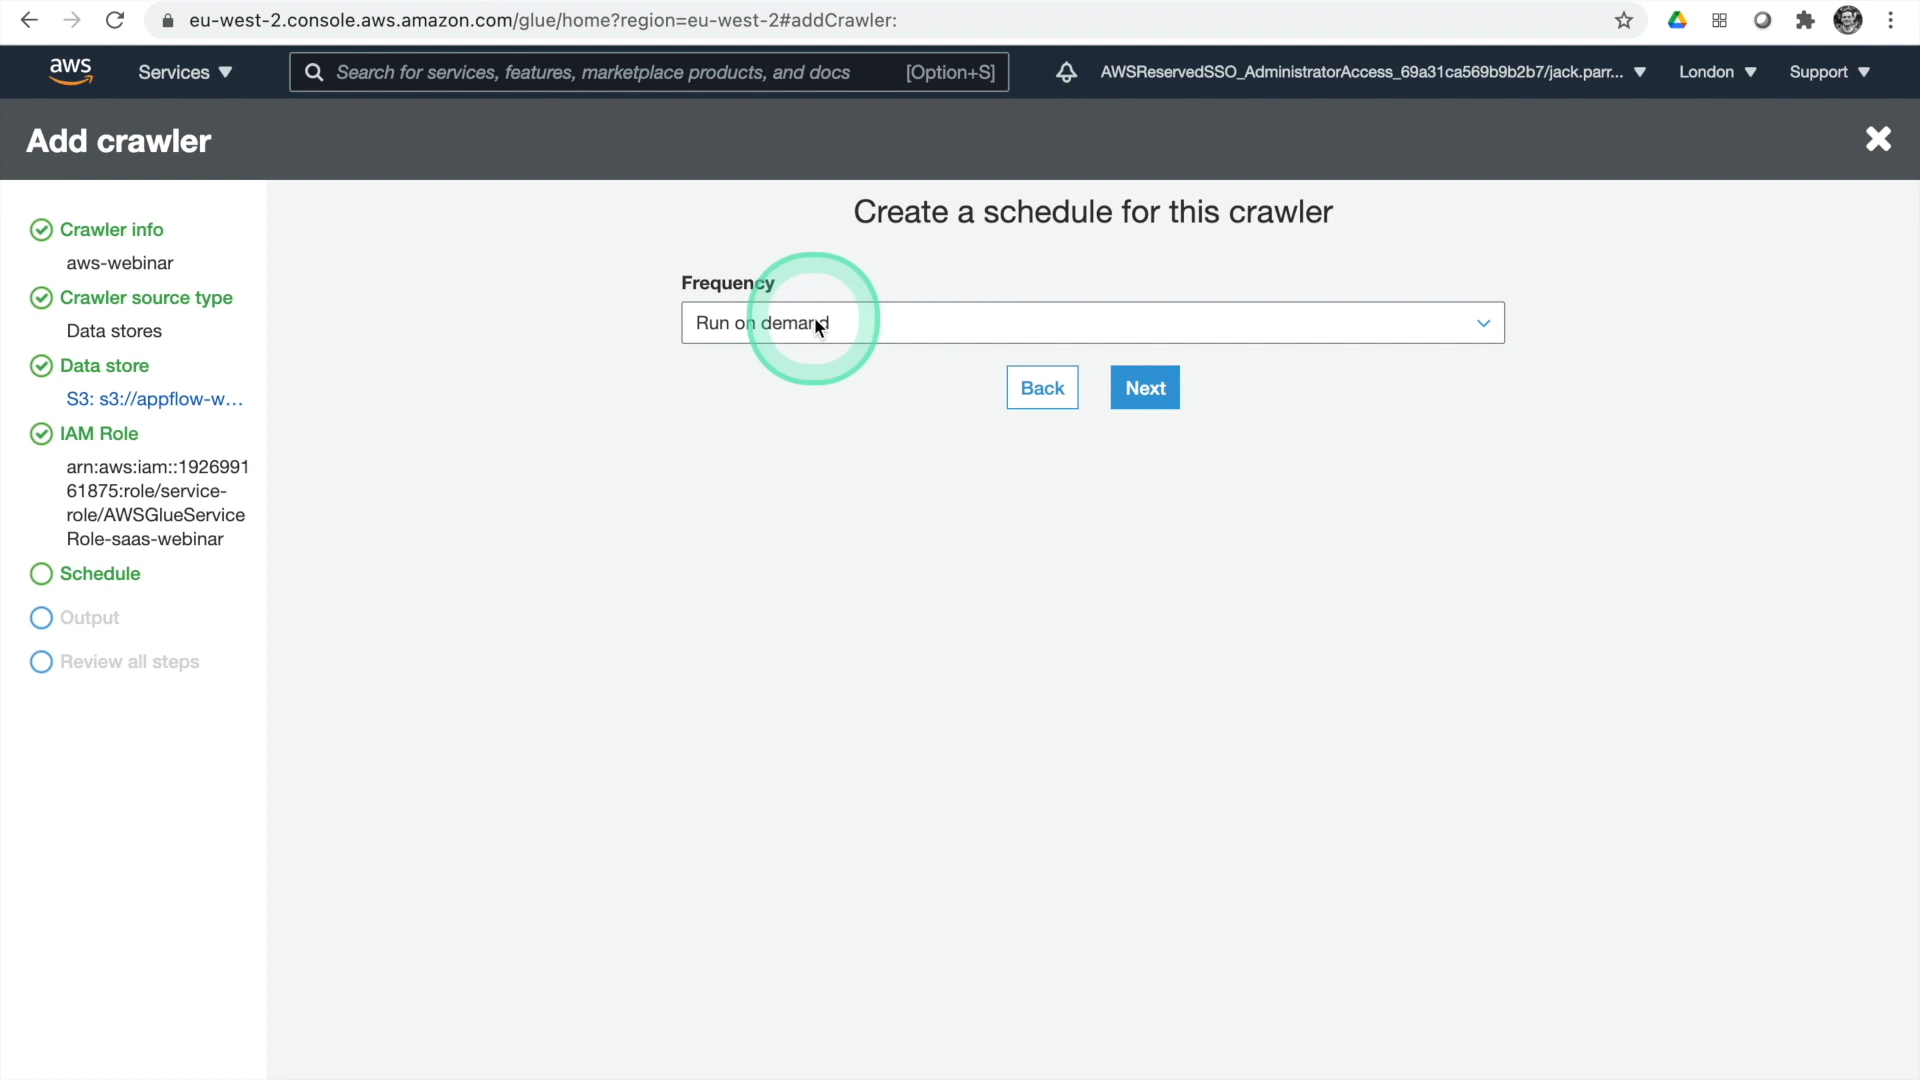 eu-west-2.console.aws.amazon.com/glue/home?region=eu-west-2#addCrawler:
aws
Services
Search for services, features, marketplace products, and docs
[Option+S]
AWSReservedSSO_AdministratorAccess_69a31ca569b9b2b7/jack.parr...
London
Support
Add crawler
Crawler info
aws-webinar
Crawler source type
Data stores
Data store
S3: s3://appflow-w...
IAM Role
arn:aws:iam::1926991
61875:role/service-
role/AWSGlueService
Role-saas-webinar
Schedule
Output
Review all steps
Create a schedule for this crawler
Frequency
Run on demand
Back
Next